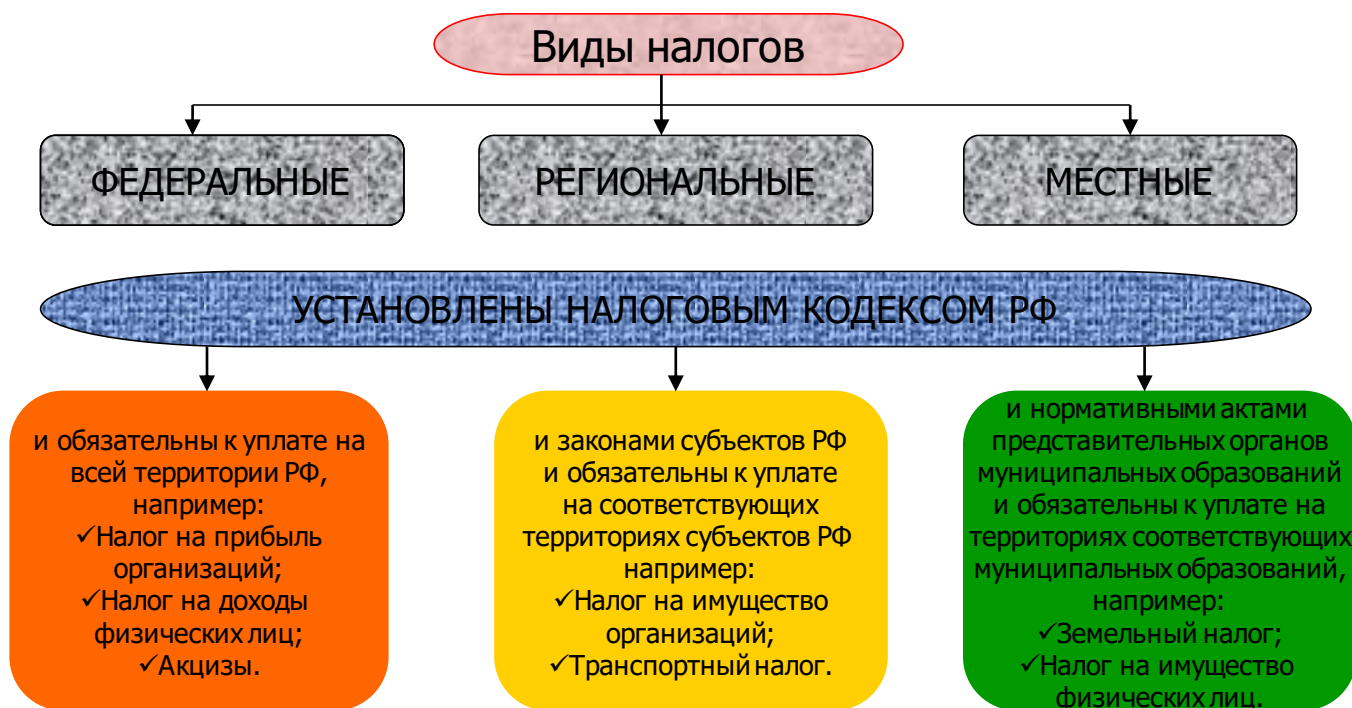 Виды налогов
ФЕДЕРАЛЬНЫЕ
РЕГИОНАЛЬНЫЕ
МЕСТНЫЕ
УСТАНОВЛЕНЫ НАЛОГОВЫМ КОДЕКСОМ РФ
и обязательны к уплате на
всей территории РФ,
например:
✓Налог на прибыль
организаций;
✓Налог на доходы
физических лиц;
✓Акцизы.
и законами субъектов РФ
и обязательны к уплате
на соответствующих
территориях субъектов РФ
например:
✓Налог на имущество
организаций;
✓Транспортный налог.
и нормативными актами
представительных органов
муниципальных образований
и обязательны к уплате на
территориях соответствующих
муниципальных образований,
например:
✓Земельный налог;
✓Налог на имущество
физических лиц.